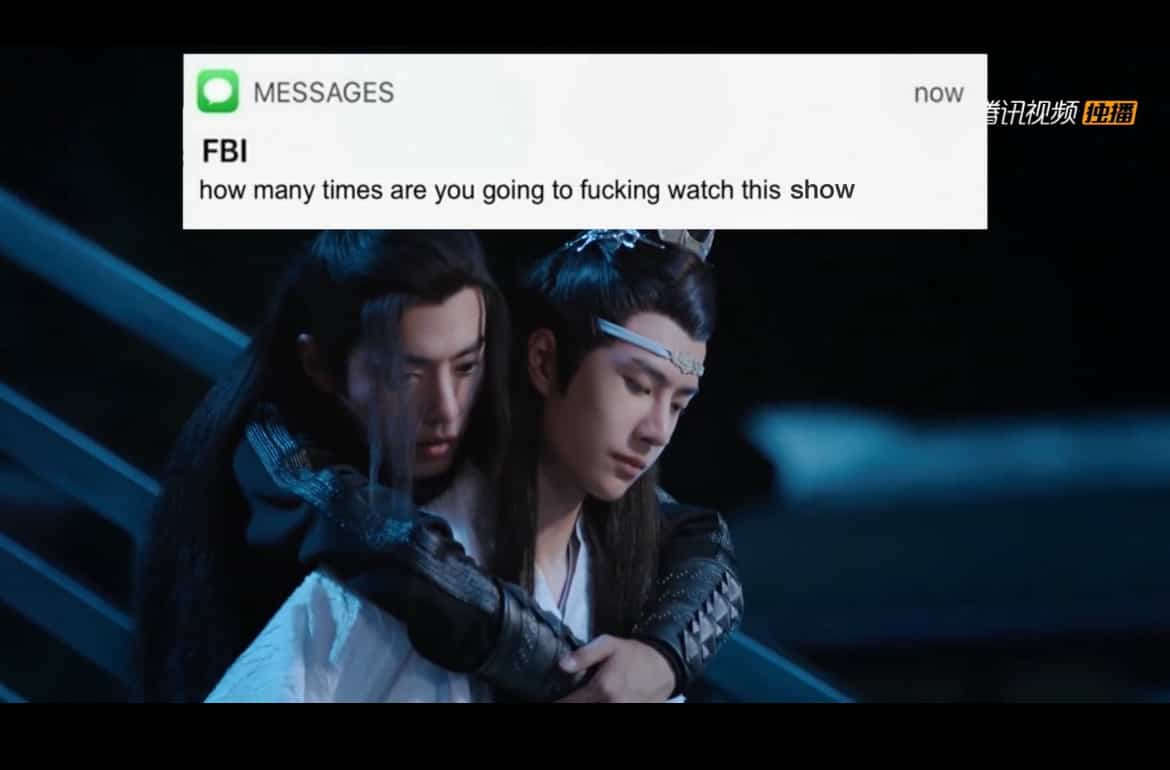 MESSAGES
now
腾讯视频 独播
FBI
how many times are you going to fucking watch this show